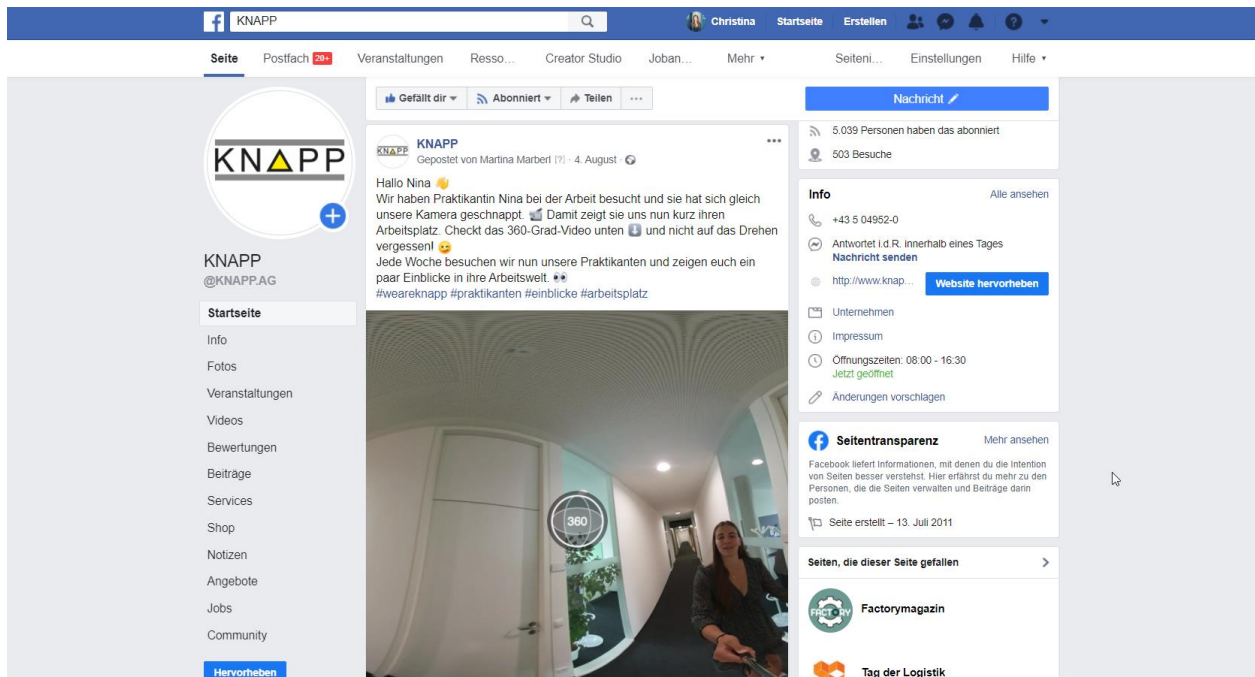 KNAPP
Christina
Startseite
Erstellen
Seite
Postfach 20+
Veranstaltungen
Resso...
Creator Studio
Joban...
Mehr
Seiteni...
Einstellungen
Hilfe
KNAPP
KNAPP
@KNAPP.AG
Startseite
Info
Fotos
Veranstaltungen
Videos
Bewertungen
Beiträge
Services
Shop
Notizen
Angebote
Jobs
Community
Hervorheben
Gefällt dir
Abonniert
Teilen
KNAPP
KNAPP
Gepostet von Martina Marberl [?] · 4. August ·
Hallo Nina 👋
Wir haben Praktikantin Nina bei der Arbeit besucht und sie hat sich gleich
unsere Kamera geschnappt. 📹 Damit zeigt sie uns nun kurz ihren
Arbeitsplatz. Checkt das 360-Grad-Video unten ⬇️ und nicht auf das Drehen
vergessen! 😉
Jede Woche besuchen wir nun unsere Praktikanten und zeigen euch ein
paar Einblicke in ihre Arbeitswelt. 👀
#weareknapp #praktikanten #einblicke #arbeitsplatz
360
Nachricht
5.039 Personen haben das abonniert
503 Besuche
Info
Alle ansehen
+43 5 04952-0
Antwortet i.d.R. innerhalb eines Tages
Nachricht senden
http://www.knap...
Website hervorheben
Unternehmen
Impressum
Öffnungszeiten: 08:00 - 16:30
Jetzt geöffnet
Änderungen vorschlagen
Seitentransparenz
Mehr ansehen
Facebook liefert Informationen, mit denen du die Intention
von Seiten besser verstehst. Hier erfährst du mehr zu den
Personen, die die Seiten verwalten und Beiträge darin
posten.
Seite erstellt – 13. Juli 2011
Seiten, die dieser Seite gefallen
FACTORY
Factorymagazin
Tag der Logistik